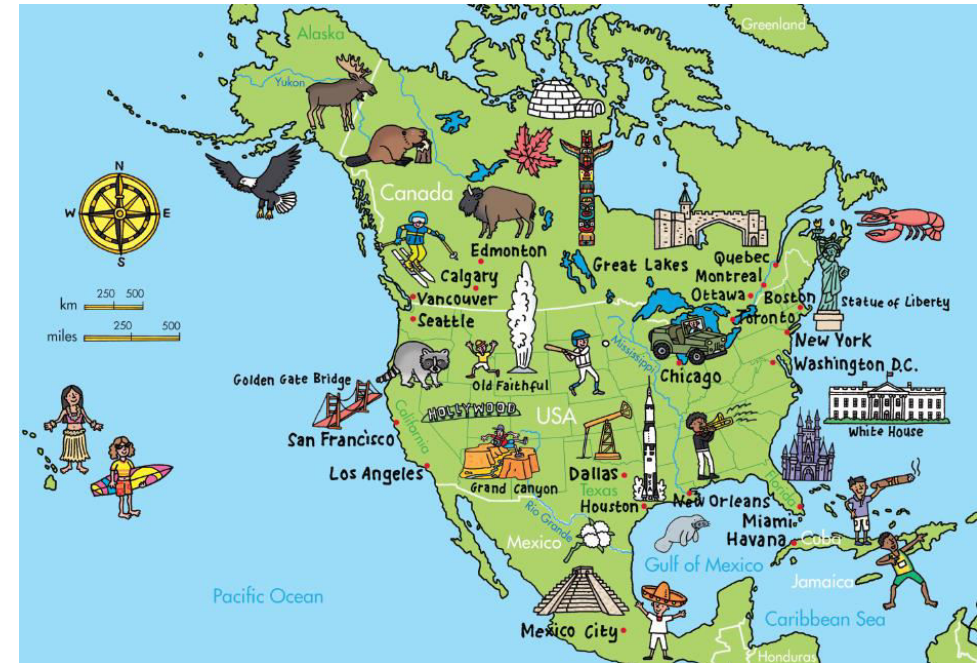 Greenland
Alaska
Yukon
N
W E
S
Canada
Edmonton
Calgary
Great Lakes
Quebec
Montreal
Ottawa
Boston
Vancouver
Seattle
Toronto
Statue of Liberty
km 250 500
miles 250 500
New York
Mississippi
Washington D.C.
Chicago
Golden Gate Bridge
Old Faithful
HOLLYWOOD
USA
California
San Francisco
White House
Los Angeles
Grand Canyon
Dallas
Texas
Houston
New Orleans
Florida
Miami
Rio Grande
Mexico
Havana
Cuba
Gulf of Mexico
Jamaica
Pacific Ocean
Caribbean Sea
Mexico City
Honduras